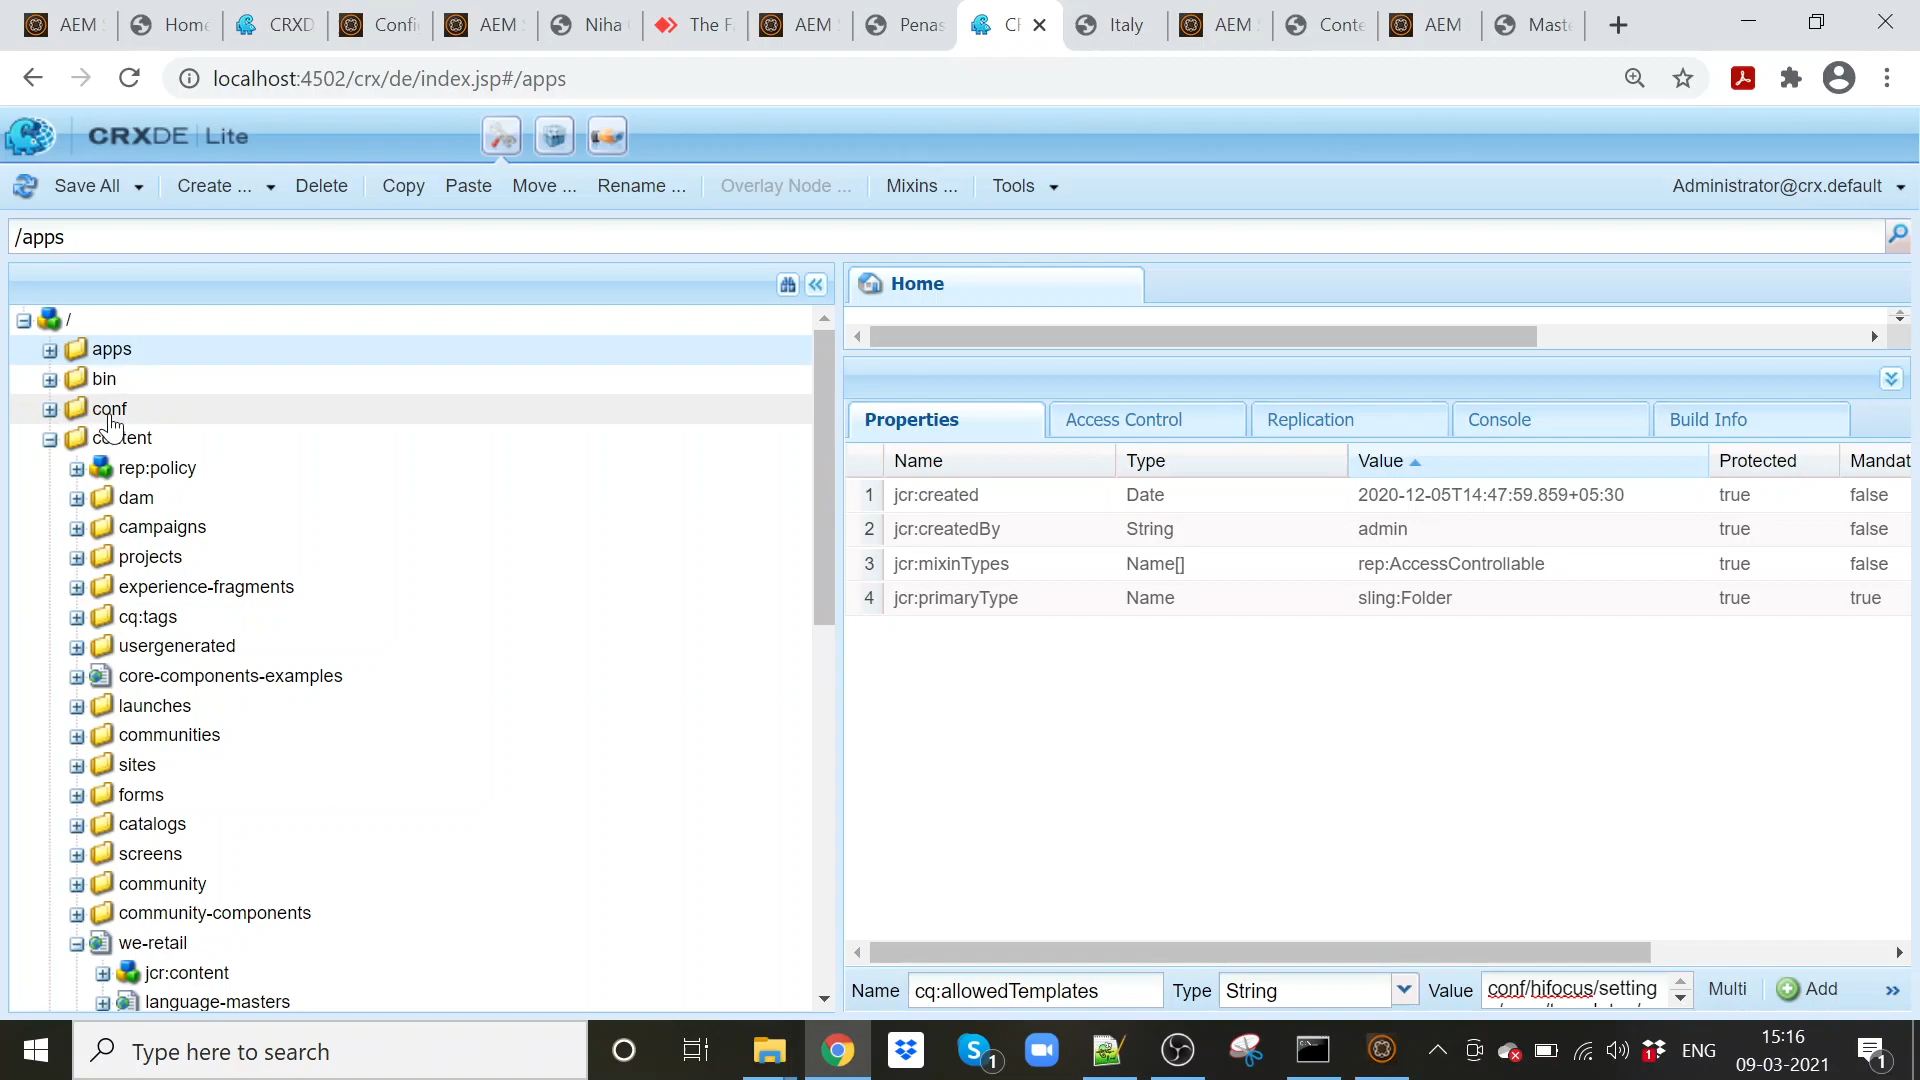 AEM
Home
CRXD
Confi
AEM
Niha
The F
AEM
Penas
CF
Italy
AEM
Conte
AEM
Maste
localhost:4502/crx/de/index.jsp#/apps
CRXDE Lite
Save All
Create ...
Delete
Copy
Paste
Move ...
Rename ...
Overlay Node ...
Mixins ...
Tools
Administrator@crx.default
/apps
/
apps
bin
conf
content
rep:policy
dam
campaigns
projects
experience-fragments
cq:tags
usergenerated
core-components-examples
launches
communities
sites
forms
catalogs
screens
community
community-components
we-retail
jcr:content
language-masters
Home
Properties
Access Control
Replication
Console
Build Info
Name Type Value Protected Mandat
1 jcr:created Date 2020-12-05T14:47:59.859+05:30 true false
2 jcr:createdBy String admin true false
3 jcr:mixinTypes Name[] rep:AccessControllable true false
4 jcr:primaryType Name sling:Folder true true
Name cq:allowedTemplates Type String Value conf/hifocus/setting Multi Add
Type here to search
1
1
ENG
15:16
09-03-2021
1